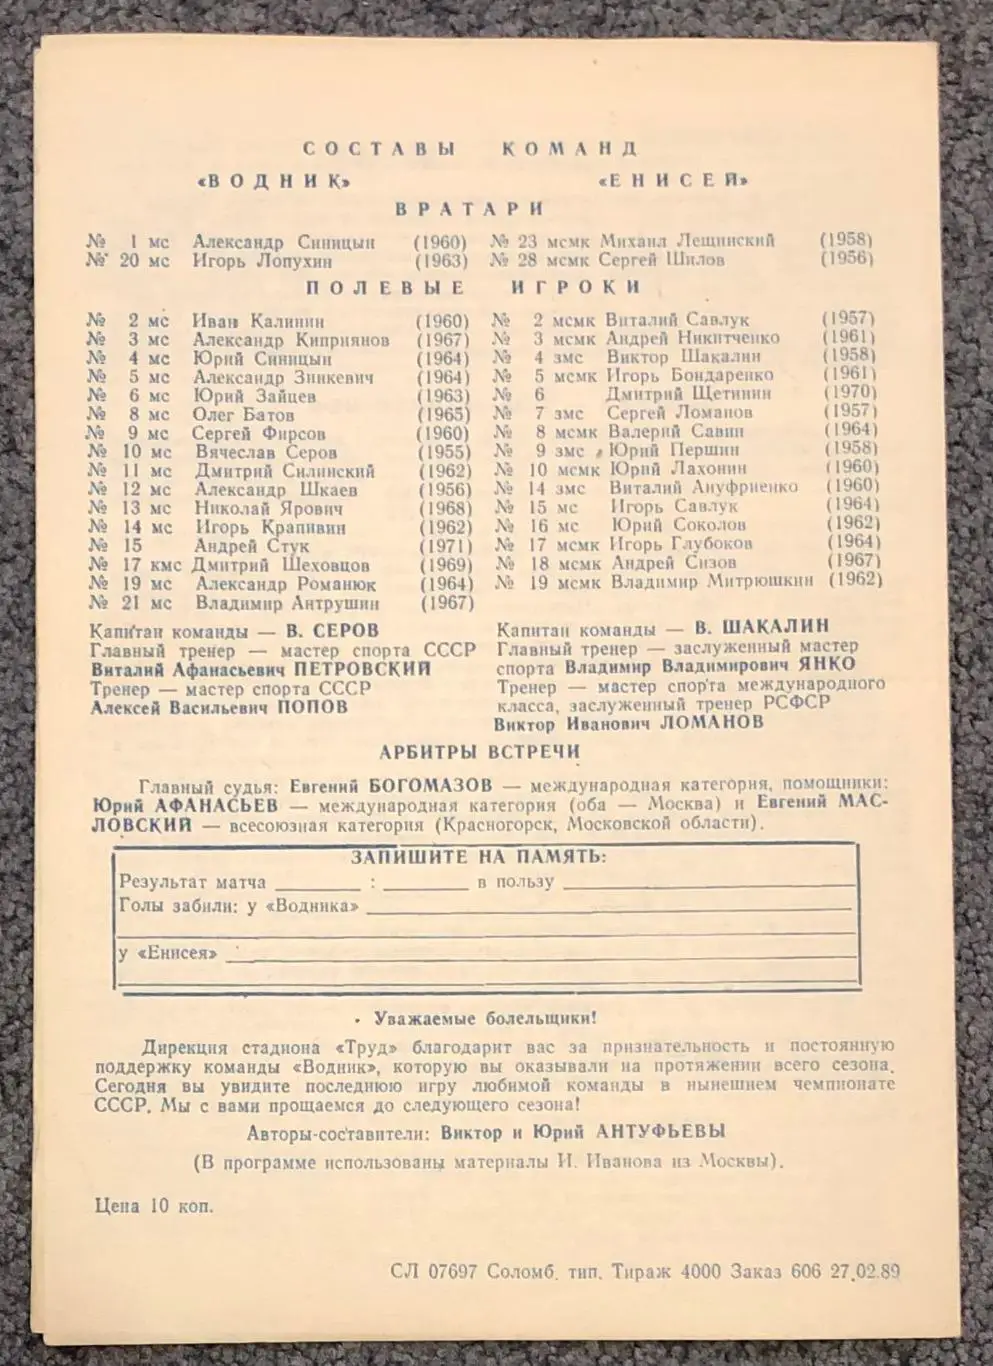 СОСТАВЫ КОМАНД
«ВОДНИК» «ЕНИСЕЙ»
ВРАТАРИ
№ 1 мс Александр Синицын (1960) № 23 мсмк Михаил Лещинский (1958)
№ 20 мс Игорь Лопухин (1963) № 28 мсмк Сергей Шилов (1956)
ПОЛЕВЫЕ ИГРОКИ
№ 2 мс Иван Калинин (1960) № 2 мсмк Виталий Савлук (1957)
№ 3 мс Александр Киприянов (1967) № 3 мсмк Андрей Никитченко (1961)
№ 4 мс Юрий Синицын (1964) № 4 змс Виктор Шакалин (1958)
№ 5 мс Александр Зинкевич (1964) № 5 мсмк Игорь Бондаренко (1961)
№ 6 мс Юрий Зайцев (1963) № 6 Дмитрий Щетинин (1970)
№ 8 мс Олег Батов (1965) № 7 змс Сергей Ломанов (1957)
№ 9 мс Сергей Фирсов (1960) № 8 мсмк Валерий Савин (1964)
№ 10 мс Вячеслав Серов (1955) № 9 змс Юрий Першин (1958)
№ 11 мс Дмитрий Силинский (1962) № 10 мсмк Юрий Лахонин (1960)
№ 12 мс Александр Шкаев (1956) № 14 змс Виталий Ануфриенко (1960)
№ 13 мс Николай Ярович (1968) № 15 мс Игорь Савлук (1964)
№ 14 мс Игорь Крапивин (1962) № 16 мс Юрий Соколов (1962)
№ 15 Андрей Стук (1971) № 17 мсмк Игорь Глубоков (1964)
№ 17 кмс Дмитрий Шеховцов (1969) № 18 мсмк Андрей Сизов (1967)
№ 19 мс Александр Романюк (1964) № 19 мсмк Владимир Митрюшкин (1962)
№ 21 мс Владимир Антрушин (1967)
Капитан команды — В. СЕРОВ
Главный тренер — мастер спорта СССР
Виталий Афанасьевич ПЕТРОВСКИЙ
Тренер — мастер спорта СССР
Алексей Васильевич ПОПОВ
Капитан команды — В. ШАКАЛИН
Главный тренер — заслуженный мастер
спорта Владимир Владимирович ЯНКО
Тренер — мастер спорта международного
класса, заслуженный тренер РСФСР
Виктор Иванович ЛОМАНОВ
АРБИТРЫ ВСТРЕЧИ
Главный судья: Евгений БОГОМАЗОВ — международная категория, помощники:
Юрий АФАНАСЬЕВ — международная категория (оба — Москва) и Евгений МАС-
ЛОВСКИЙ — всесоюзная категория (Красногорск, Московской области).
ЗАПИШИТЕ НА ПАМЯТЬ:
Результат матча ______ : ______ в пользу ______
Голы забили: у «Водника» ______
у «Енисея» ______
Уважаемые болельщики!
Дирекция стадиона «Труд» благодарит вас за признательность и постоянную
поддержку команды «Водник», которую вы оказывали на протяжении всего сезона.
Сегодня вы увидите последнюю игру любимой команды в нынешнем чемпионате
СССР. Мы с вами прощаемся до следующего сезона!
Авторы-составители: Виктор и Юрий АНТУФЬЕВЫ
(В программе использованы материалы И. Иванова из Москвы).
Цена 10 коп.
СЛ 07697 Соломб. тип. Тираж 4000 Заказ 606 27.02.89